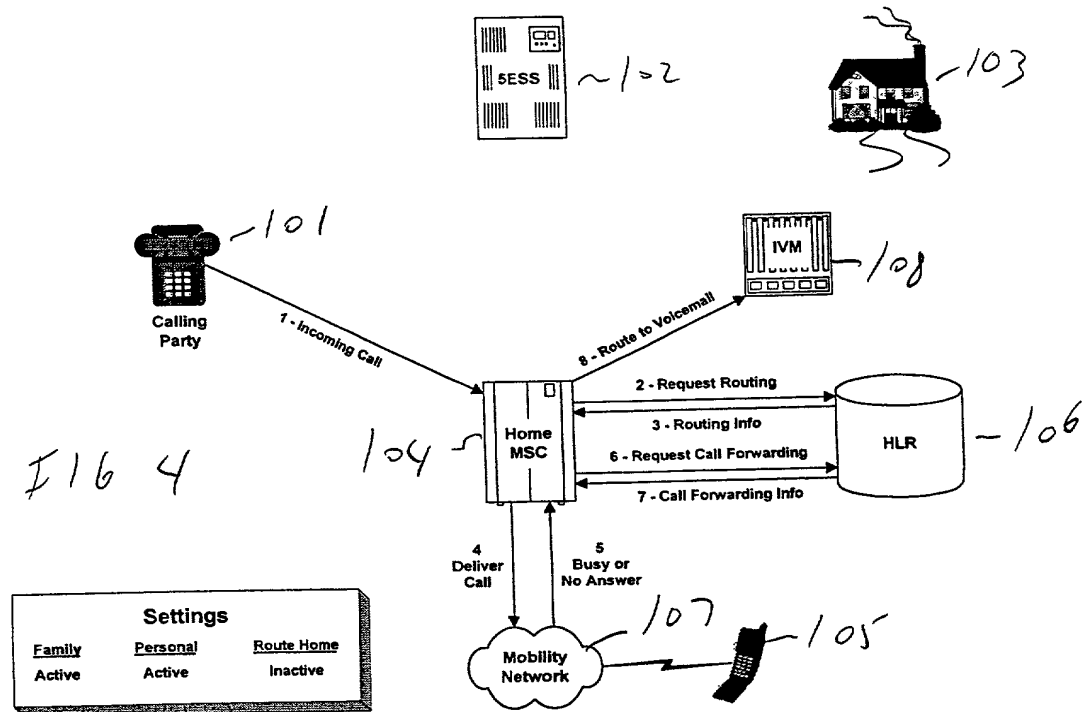 5ESS
102
103
101
Calling
Party
1 - Incoming Call
IVM
108
8 - Route to Voicemail
2 - Request Routing
3 - Routing Info
Home
MSC
104
6 - Request Call Forwarding
7 - Call Forwarding Info
HLR
106
FIG 4
4
Deliver
Call
5
Busy or
No Answer
107
105
Mobility
Network
Settings
Family Personal Route Home
Active Active Inactive